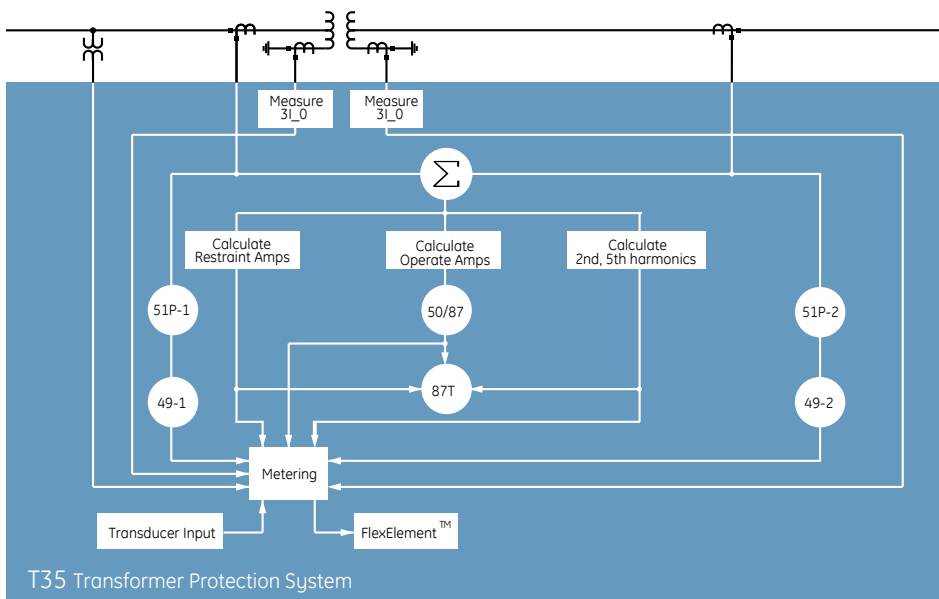 Measure
3I_0
Measure
3I_0
Σ
Calculate
Restraint Amps
Calculate
Operate Amps
Calculate
2nd, 5th harmonics
51P-1
50/87
51P-2
49-1
87T
49-2
Metering
Transducer Input
FlexElement™
T35 Transformer Protection System